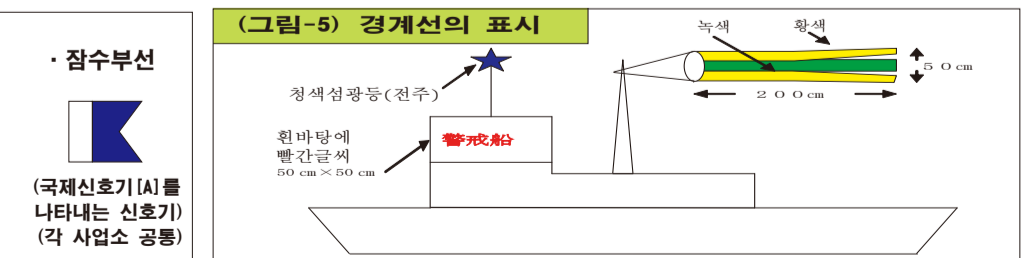 · 잠수부선
(국제신호기[A]를
나타내는 신호기)
(각 사업소 공통)
(그림-5) 경계선의 표시
청색섬광등(전주)
흰바탕에
빨간글씨
50 cm×50 cm
警戒船
녹색
황색
50cm
200cm